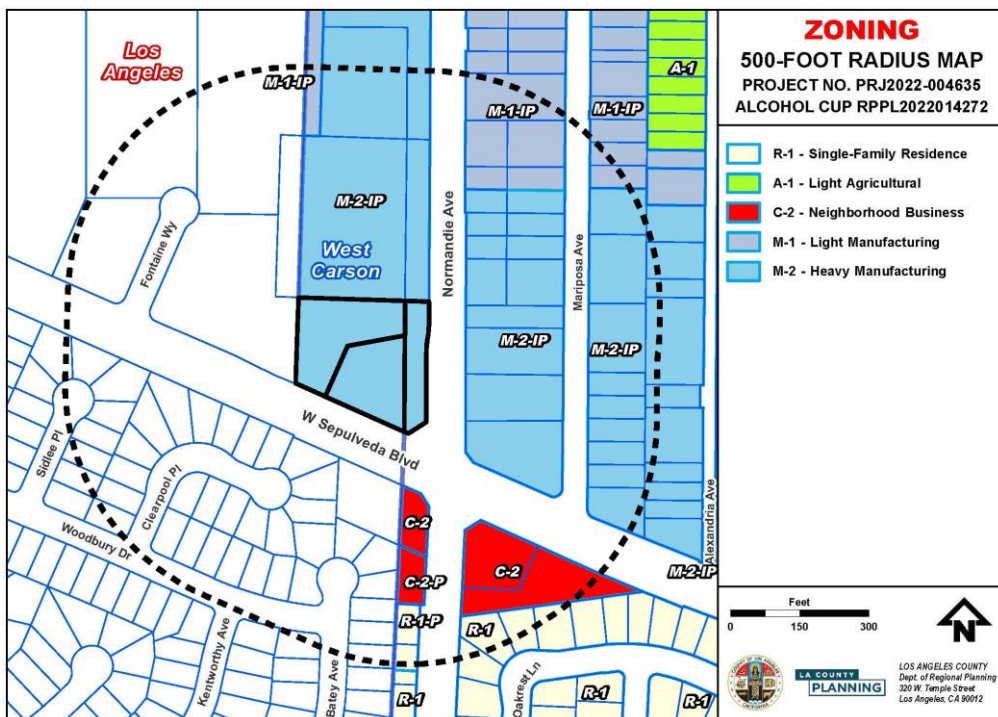 ZONING
500-FOOT RADIUS MAP
PROJECT NO. PRJ2022-004635
ALCOHOL CUP RPPL2022014272
R-1 - Single-Family Residence
A-1 - Light Agricultural
C-2 - Neighborhood Business
M-1 - Light Manufacturing
M-2 - Heavy Manufacturing
Los
Angeles
M-1-IP
M-1-IP
M-1-IP
A-1
M-2-IP
West
Carson
Fontaine Wy
Normandie Ave
Mariposa Ave
M-2-IP
M-2-IP
W Sepulveda Blvd
Sidlee Pl
Clearpool Pl
Woodbury Dr
Alexandria Ave
C-2
C-2-P
C-2
M-2-IP
R-1-P
R-1
Kentworthy Ave
Batey Ave
Oakrest Ln
R-1
R-1
R-1
Feet
0 150 300
N
LA COUNTY
PLANNING
LOS ANGELES COUNTY
Dept. of Regional Planning
320 W. Temple Street
Los Angeles, CA 90012